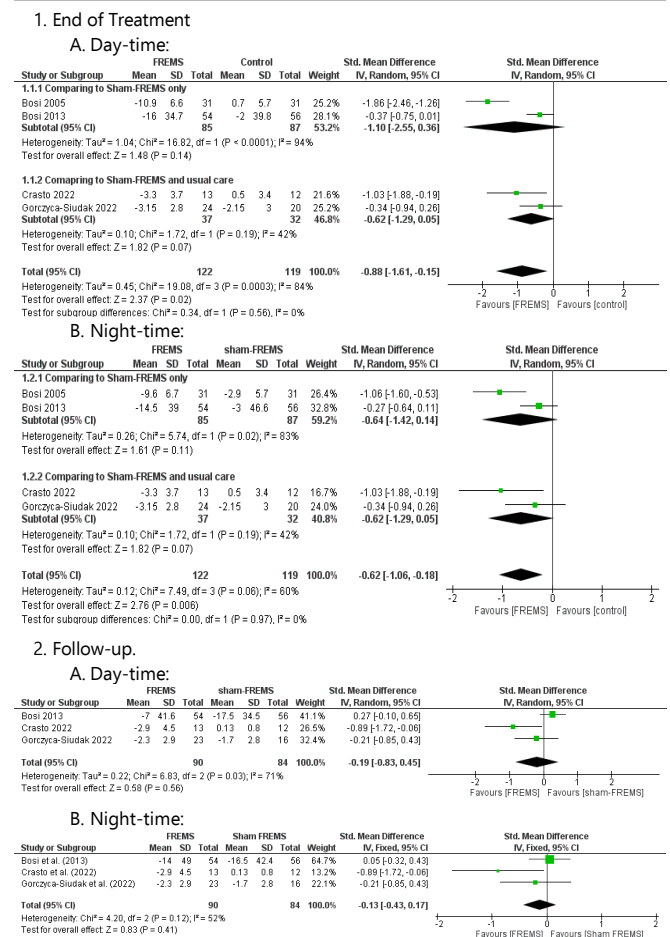 1. End of Treatment
A. Day-time:
FREMS Control Std. Mean Difference Std. Mean Difference
Study or Subgroup Mean SD Total Mean SD Total Weight IV, Random, 95% CI IV, Random, 95% CI
1.1.1 Comparing to Sham-FREMS only
Bosi 2005 -10.9 6.6 31 0.7 5.7 31 25.2% -1.86 [-2.46, -1.26]
Bosi 2013 -16 34.7 54 -2 39.8 56 28.1% -0.37 [-0.75, 0.01]
Subtotal (95% CI) 85 87 53.2% -1.10 [-2.55, 0.36]
Heterogeneity: Tau² = 1.04; Chi² = 16.82, df = 1 (P < 0.0001); I² = 94%
Test for overall effect: Z = 1.48 (P = 0.14)
1.1.2 Comapring to Sham-FREMS and usual care
Crasto 2022 -3.3 3.7 13 0.5 3.4 12 21.6% -1.03 [-1.88, -0.19]
Gorczyca-Siudak 2022 -3.15 2.8 24 -2.15 3 20 25.2% -0.34 [-0.94, 0.26]
Subtotal (95% CI) 37 32 46.8% -0.62 [-1.29, 0.05]
Heterogeneity: Tau² = 0.10; Chi² = 1.72, df = 1 (P = 0.19); I² = 42%
Test for overall effect: Z = 1.82 (P = 0.07)
Total (95% CI) 122 119 100.0% -0.88 [-1.61, -0.15]
Heterogeneity: Tau² = 0.45; Chi² = 19.08, df = 3 (P = 0.0003); I² = 84%
Test for overall effect: Z = 2.37 (P = 0.02)
Test for subgroup differences: Chi² = 0.34, df = 1 (P = 0.56), I² = 0%
-2 -1 0 1 2
Favours [FREMS] Favours [control]
B. Night-time:
FREMS sham-FREMS Std. Mean Difference Std. Mean Difference
Study or Subgroup Mean SD Total Mean SD Total Weight IV, Random, 95% CI IV, Random, 95% CI
1.2.1 Comparing to Sham-FREMS only
Bosi 2005 -9.6 6.7 31 -2.9 5.7 31 26.4% -1.06 [-1.60, -0.53]
Bosi 2013 -14.5 39 54 -3 46.6 56 32.8% -0.27 [-0.64, 0.11]
Subtotal (95% CI) 85 87 59.2% -0.64 [-1.42, 0.14]
Heterogeneity: Tau² = 0.26; Chi² = 5.74, df = 1 (P = 0.02); I² = 83%
Test for overall effect: Z = 1.61 (P = 0.11)
1.2.2 Comparing to Sham-FREMS and usual care
Crasto 2022 -3.3 3.7 13 0.5 3.4 12 16.7% -1.03 [-1.88, -0.19]
Gorczyca-Siudak 2022 -3.15 2.8 24 -2.15 3 20 24.0% -0.34 [-0.94, 0.26]
Subtotal (95% CI) 37 32 40.8% -0.62 [-1.29, 0.05]
Heterogeneity: Tau² = 0.10; Chi² = 1.72, df = 1 (P = 0.19); I² = 42%
Test for overall effect: Z = 1.82 (P = 0.07)
Total (95% CI) 122 119 100.0% -0.62 [-1.06, -0.18]
Heterogeneity: Tau² = 0.12; Chi² = 7.49, df = 3 (P = 0.06); I² = 60%
Test for overall effect: Z = 2.76 (P = 0.006)
Test for subgroup differences: Chi² = 0.00, df = 1 (P = 0.97), I² = 0%
-2 -1 0 1 2
Favours [FREMS] Favours [control]
2. Follow-up.
A. Day-time:
FREMS sham-FREMS Std. Mean Difference Std. Mean Difference
Study or Subgroup Mean SD Total Mean SD Total Weight IV, Random, 95% CI IV, Random, 95% CI
Bosi 2013 -7 41.6 54 -17.5 34.5 56 41.1% 0.27 [-0.10, 0.65]
Crasto 2022 -2.9 4.5 13 0.13 0.8 12 26.5% -0.89 [-1.72, -0.06]
Gorczyca-Siudak 2022 -2.3 2.9 23 -1.7 2.8 16 32.4% -0.21 [-0.85, 0.43]
Total (95% CI) 90 84 100.0% -0.19 [-0.83, 0.45]
Heterogeneity: Tau² = 0.22; Chi² = 6.83, df = 2 (P = 0.03); I² = 71%
Test for overall effect: Z = 0.58 (P = 0.56)
-2 -1 0 1 2
Favours [FREMS] Favours [sham-FREMS]
B. Night-time:
FREMS Sham FREMS Std. Mean Difference Std. Mean Difference
Study or Subgroup Mean SD Total Mean SD Total Weight IV, Fixed, 95% CI IV, Fixed, 95% CI
Bosi et al. (2013) -14 49 54 -16.5 42.4 56 64.7% 0.05 [-0.32, 0.43]
Crasto et al. (2022) -2.9 4.5 13 0.13 0.8 12 13.2% -0.89 [-1.72, -0.06]
Gorczyca-Siudak et al. (2022) -2.3 2.9 23 -1.7 2.8 16 22.1% -0.21 [-0.85, 0.43]
Total (95% CI) 90 84 100.0% -0.13 [-0.43, 0.17]
Heterogeneity: Chi² = 4.20, df = 2 (P = 0.12); I² = 52%
Test for overall effect: Z = 0.83 (P = 0.41)
-2 -1 0 1 2
Favours [FREMS] Favours [Sham FREMS]